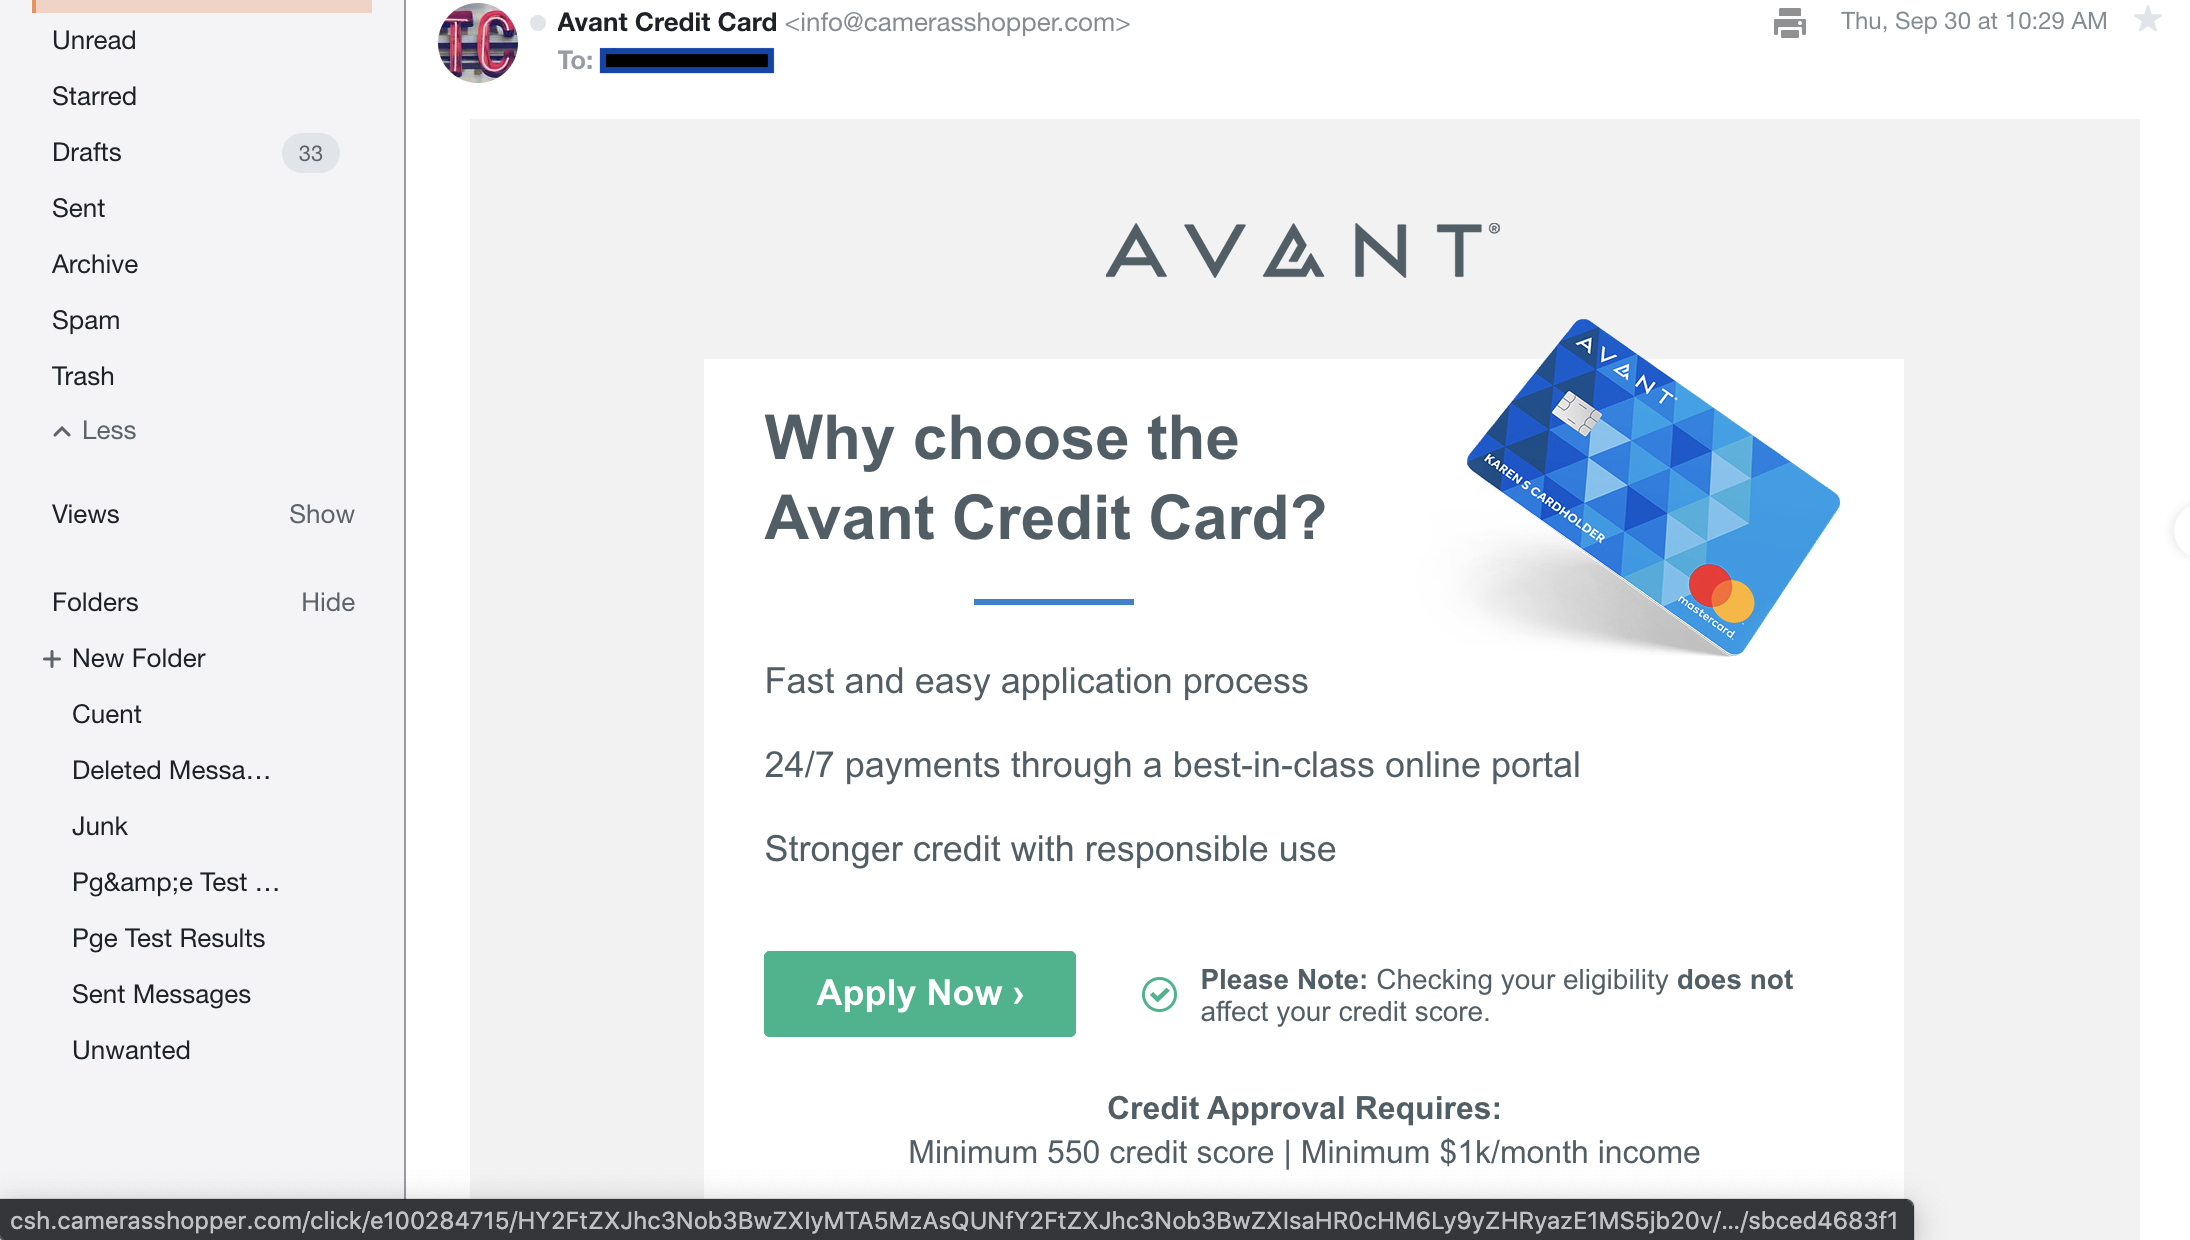 Unread
Starred
Drafts 33
Sent
Archive
Spam
Trash
Less
Views Show
Folders Hide
+ New Folder
Cuent
Deleted Messa...
Junk
Pg&amp;e Test ...
Pge Test Results
Sent Messages
Unwanted
TC
Avant Credit Card <info@camerasshopper.com>
Thu, Sep 30 at 10:29 AM
To:
AVANT®
AVANT
KAREN S CARDHOLDER
mastercard.
Why choose the
Avant Credit Card?
Fast and easy application process
24/7 payments through a best-in-class online portal
Stronger credit with responsible use
Apply Now ›
Please Note: Checking your eligibility does not
affect your credit score.
Credit Approval Requires:
Minimum 550 credit score | Minimum $1k/month income
csh.camerasshopper.com/click/e100284715/HY2FtZXJhc3Nob3BwZXIyMTA5MzAsQUNfY2FtZXJhc3Nob3BwZXIsaHR0cHM6Ly9yZHRyazE1MS5jb20v/.../sbced4683f1